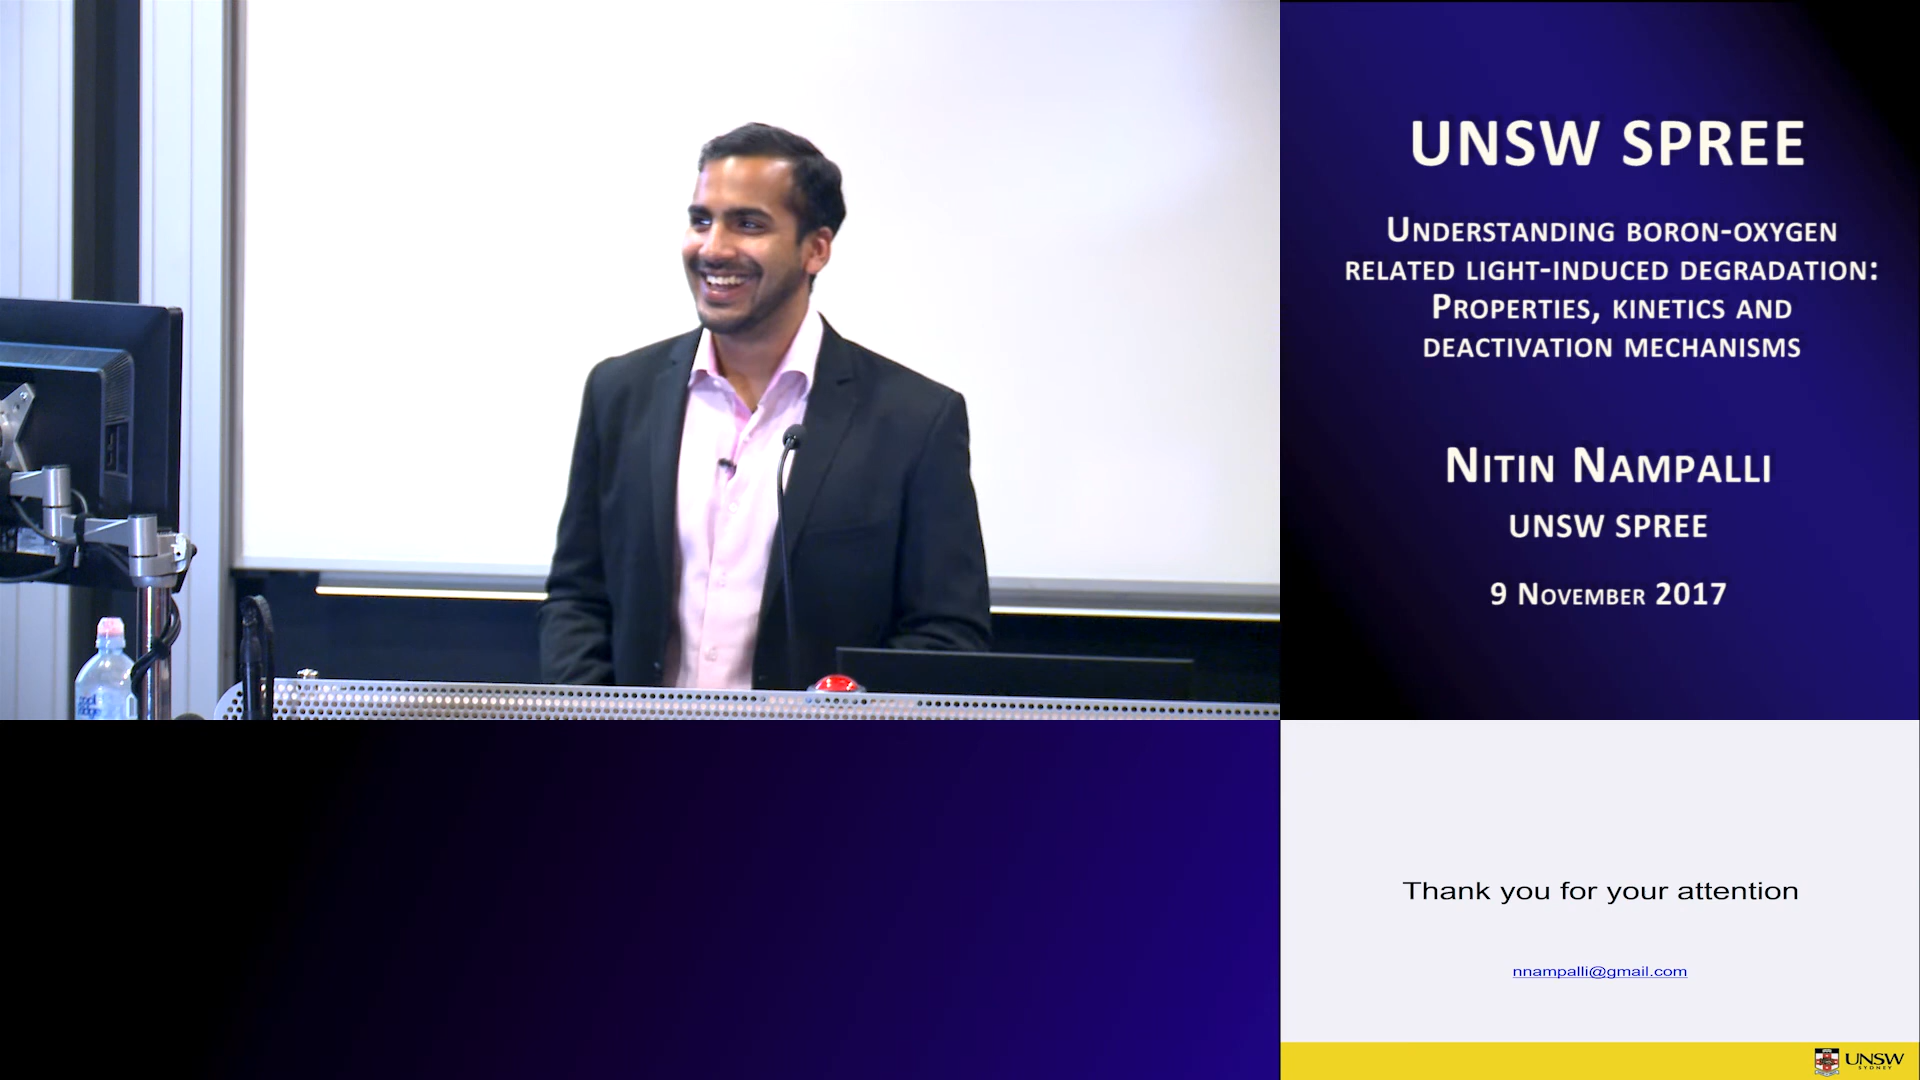 UNSW SPREE
UNDERSTANDING BORON-OXYGEN
RELATED LIGHT-INDUCED DEGRADATION:
PROPERTIES, KINETICS AND
DEACTIVATION MECHANISMS
NITIN NAMPALLI
UNSW SPREE
9 NOVEMBER 2017
Thank you for your attention
nnampalli@gmail.com
UNSW
SYDNEY